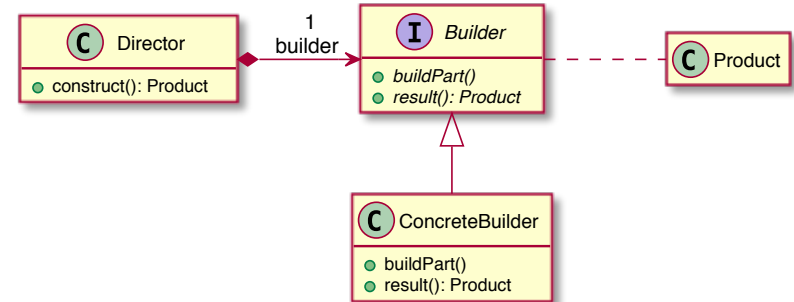 C Director
construct(): Product
1
builder
I Builder
buildPart()
result(): Product
C Product
C ConcreteBuilder
buildPart()
result(): Product